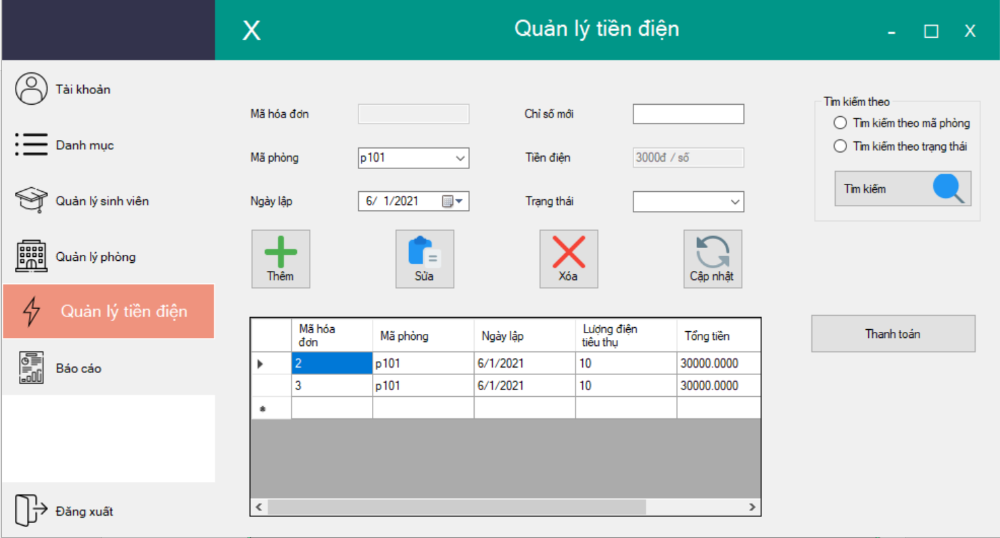 X
Quản lý tiền điện
-
X
Tài khoản
Danh mục
Quản lý sinh viên
Quản lý phòng
Quản lý tiền điện
Báo cáo
Đăng xuất
Mã hóa đơn
Chỉ số mới
Mã phòng
p101
Tiền điện
3000đ / số
Ngày lập
6/ 1/2021
Trạng thái
Tìm kiếm theo
Tìm kiếm theo mã phòng
Tìm kiếm theo trạng thái
Tìm kiếm
Thêm
Sửa
Xóa
Cập nhật
Mã hóa đơn Mã phòng Ngày lập Lượng điện tiêu thụ Tổng tiền
2 p101 6/1/2021 10 30000.0000
3 p101 6/1/2021 10 30000.0000
Thanh toán